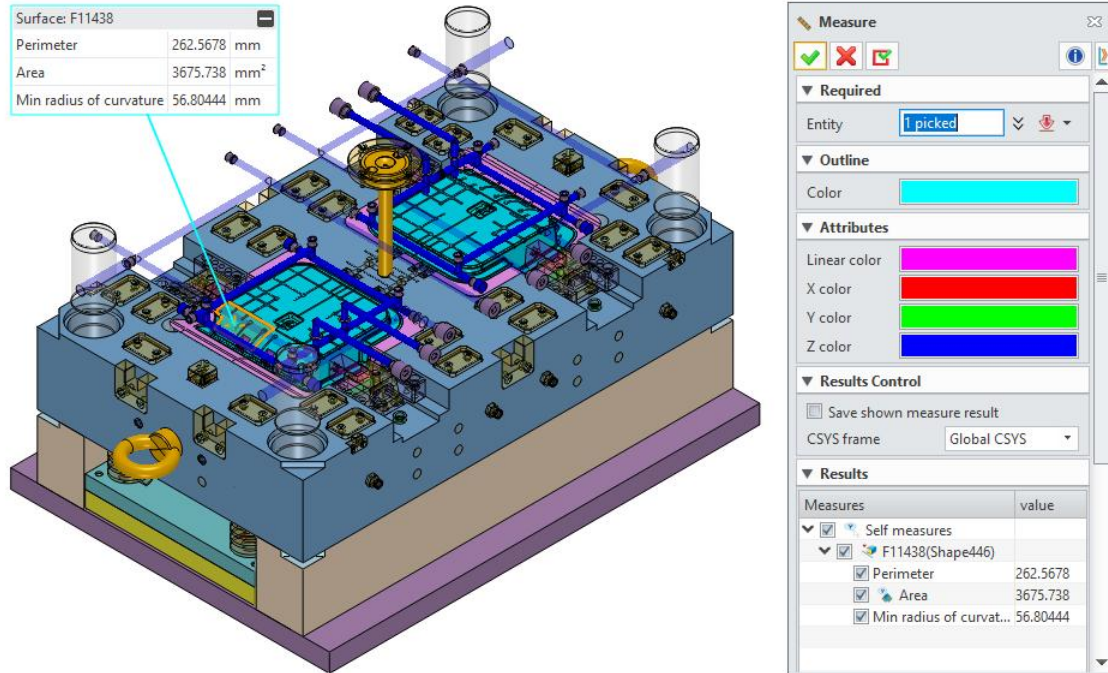 Surface: F11438
Perimeter 262.5678 mm
Area 3675.738 mm²
Min radius of curvature 56.80444 mm
Measure
Required
Entity 1 picked
Outline
Color
Attributes
Linear color
X color
Y color
Z color
Results Control
Save shown measure result
CSYS frame Global CSYS
Results
Measures value
Self measures
F11438(Shape446)
Perimeter 262.5678
Area 3675.738
Min radius of curvat... 56.80444